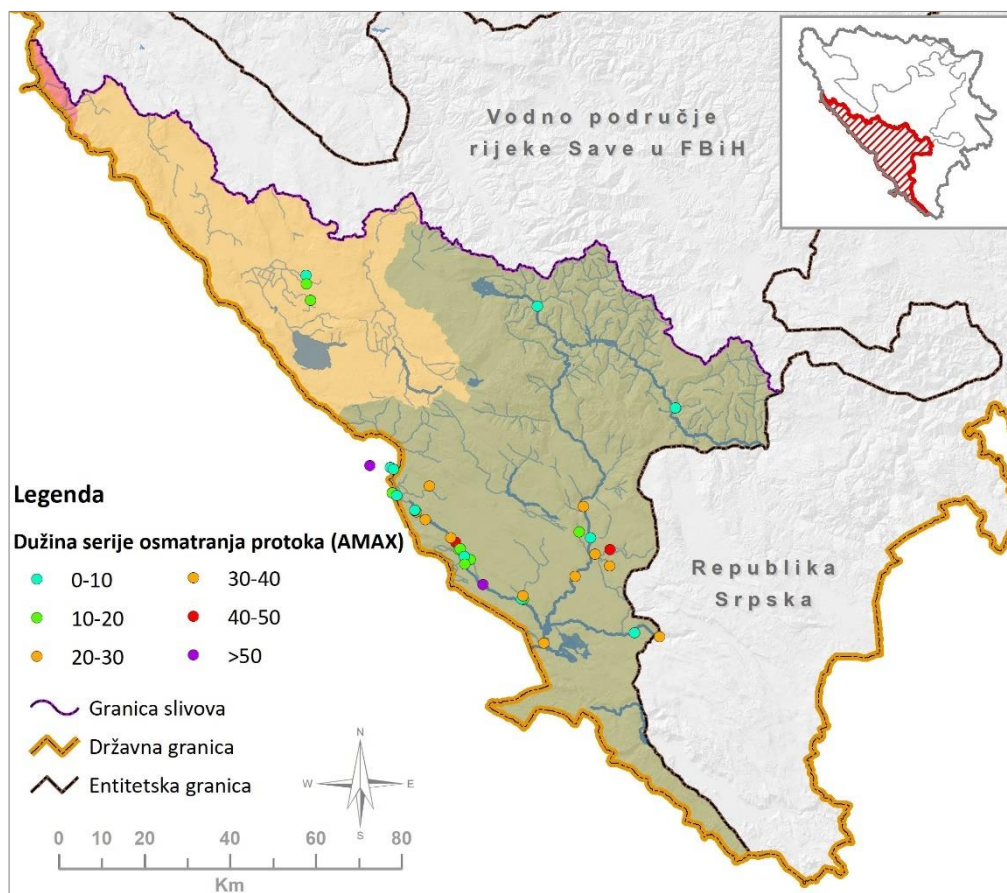 Vodno područje
rijeke Save u FBiH
Legenda
Dužina serije osmatranja protoka (AMAX)
0-10
30-40
10-20
40-50
20-30
>50
Granica slivova
Državna granica
Entitetska granica
Republika
Srpska
N
W
E
S
0 10 20 40 60 80
Km